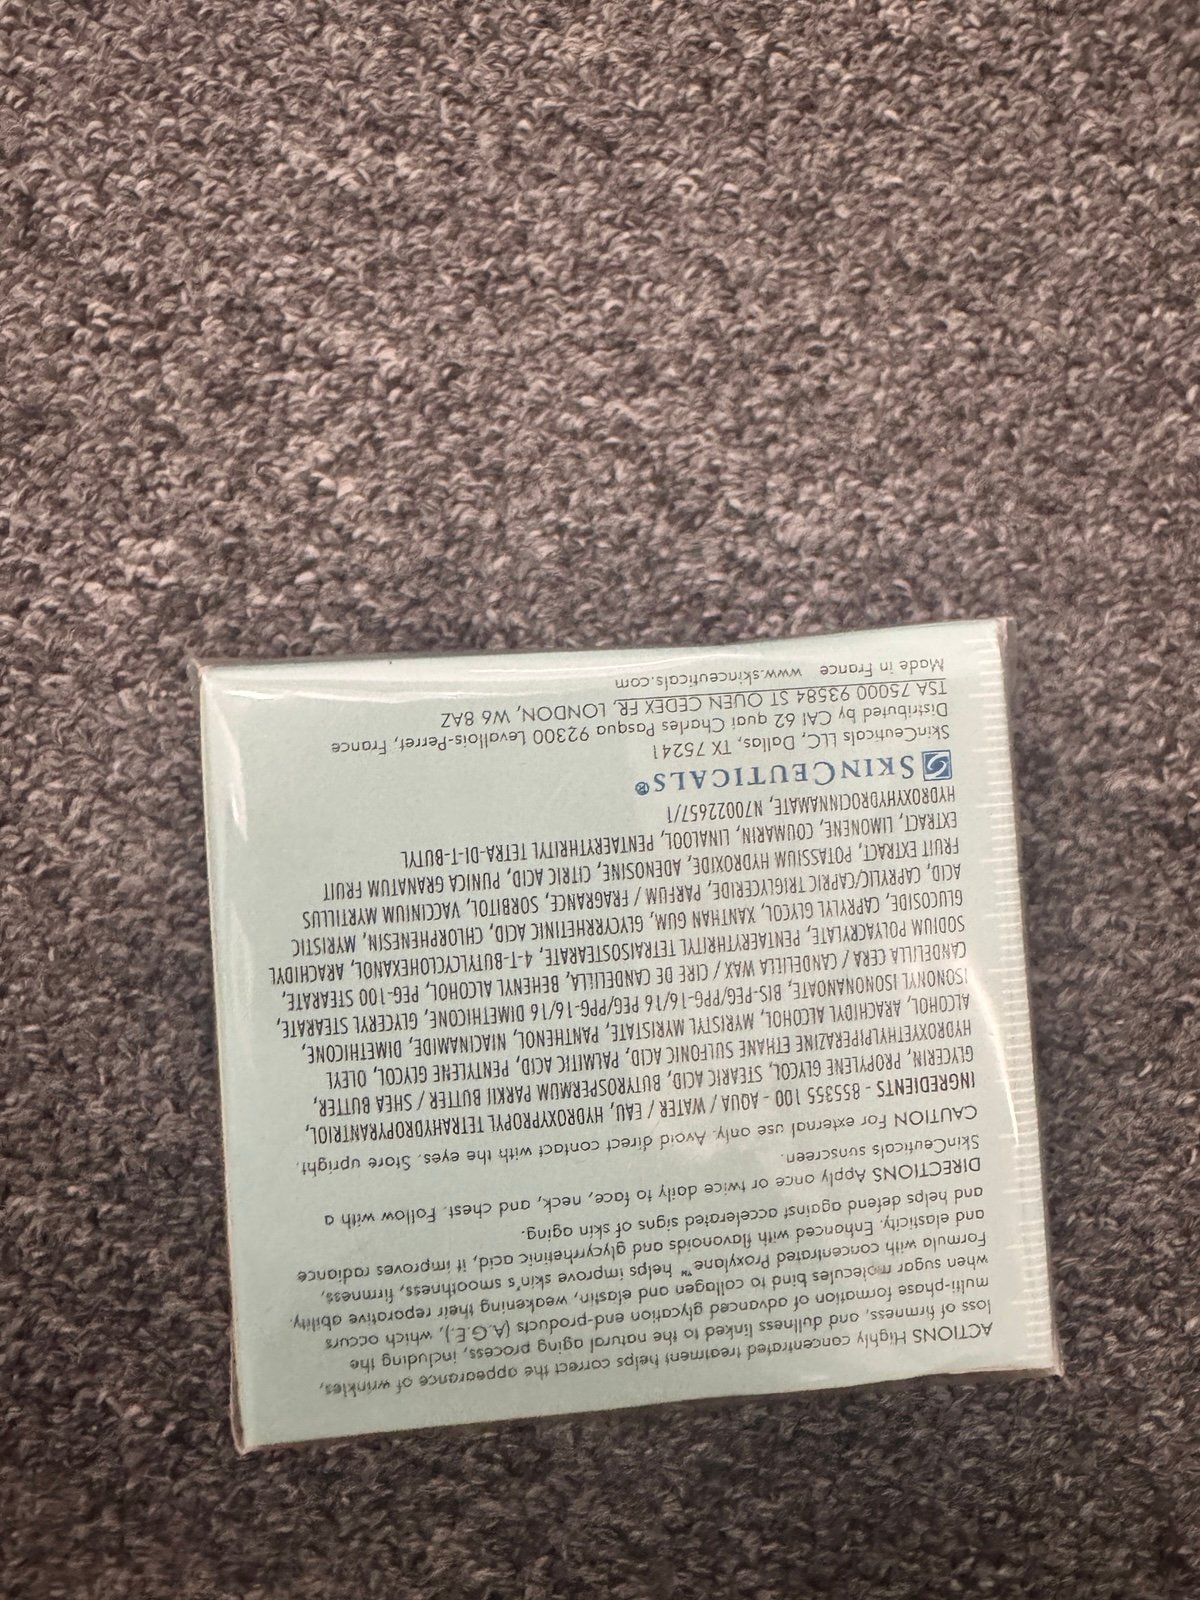 ACTIONS Highly concentrated treatment helps correct the appearance of wrinkles,
loss of firmness, and dullness linked to the natural aging process, including the
multi-phase formation of advanced glycation end-products (A.G.E.), which occurs
when sugar molecules bind to collagen and elastin, weakening their reparative ability.
Formula with concentrated Proxylane™ helps improve skin's smoothness, firmness,
and elasticity. Enhanced with flavonoids and glycyrrhetinic acid, it improves radiance
and helps defend against accelerated signs of skin aging.
DIRECTIONS Apply once or twice daily to face, neck, and chest. Follow with a
SkinCeuticals sunscreen.
CAUTION For external use only. Avoid direct contact with the eyes. Store upright.
INGREDIENTS - 855355 100 - AQUA / WATER / EAU, HYDROXYPROPYL TETRAHYDROPYRANTRIOL,
GLYCERIN, PROPYLENE GLYCOL, STEARIC ACID, BUTYROSPERMUM PARKII BUTTER / SHEA BUTTER,
HYDROXYETHYLPIPERAZINE ETHANE SULFONIC ACID, PALMITIC ACID, PENTYLENE GLYCOL, OLEYL
ALCOHOL, ARACHIDYL ALCOHOL, MYRISTYL MYRISTATE, PANTHENOL, NIACINAMIDE, DIMETHICONE,
ISONONYL ISONONANOATE, BIS-PEG/PPG-16/16 PEG/PPG-16/16 DIMETHICONE, GLYCERYL STEARATE,
CANDELILLA CERA / CANDELILLA WAX / CIRE DE CANDELILLA, BEHENYL ALCOHOL, PEG-100 STEARATE,
SODIUM POLYACRYLATE, PENTAERYTHRITYL TETRAISOSTEARATE, 4-T-BUTYLCYCLOHEXANOL, ARACHIDYL
GLUCOSIDE, CAPRYLYL GLYCOL, XANTHAN GUM, GLYCYRRHETINIC ACID, CHLORPHENESIN, MYRISTIC
ACID, CAPRYLIC/CAPRIC TRIGLYCERIDE, PARFUM / FRAGRANCE, SORBITOL, VACCINIUM MYRTILLUS
FRUIT EXTRACT, POTASSIUM HYDROXIDE, ADENOSINE, CITRIC ACID, PUNICA GRANATUM FRUIT
EXTRACT, LIMONENE, COUMARIN, LINALOOL, PENTAERYTHRITYL TETRA-DI-T-BUTYL
HYDROXYHYDROCINNAMATE, N70022657/1
SKINCEUTICALS®
SkinCeuticals LLC, Dallas, TX 75241
Distributed by CAI 62 quai Charles Pasqua 92300 Levallois-Perret, France
TSA 75000 93584 ST OUEN CEDEX FR, LONDON, W6 8AZ
Made in France www.skinceuticals.com